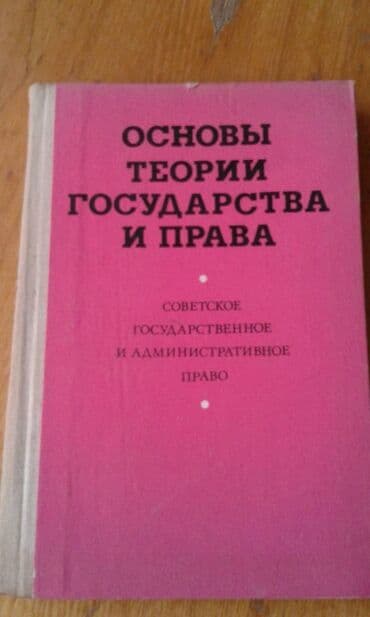 ОСНОВЫ
ТЕОРИИ
ГОСУДАРСТВА
И ПРАВА
СОВЕТСКОЕ
ГОСУДАРСТВЕННОЕ
И АДМИНИСТРАТИВНОЕ
ПРАВО